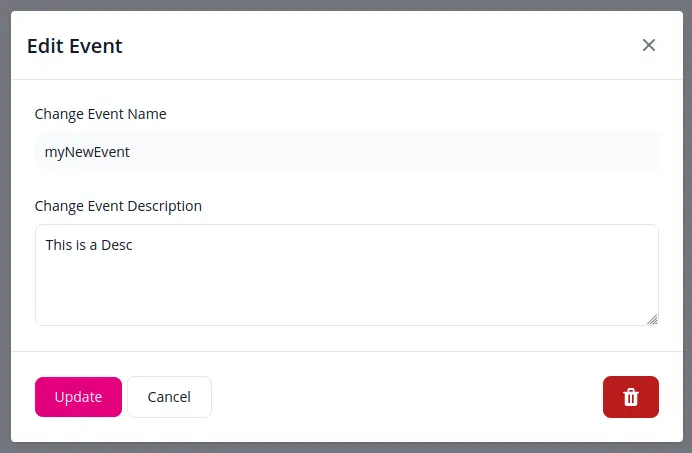 Edit Event
Change Event Name
myNewEvent
Change Event Description
This is a Desc
Update
Cancel